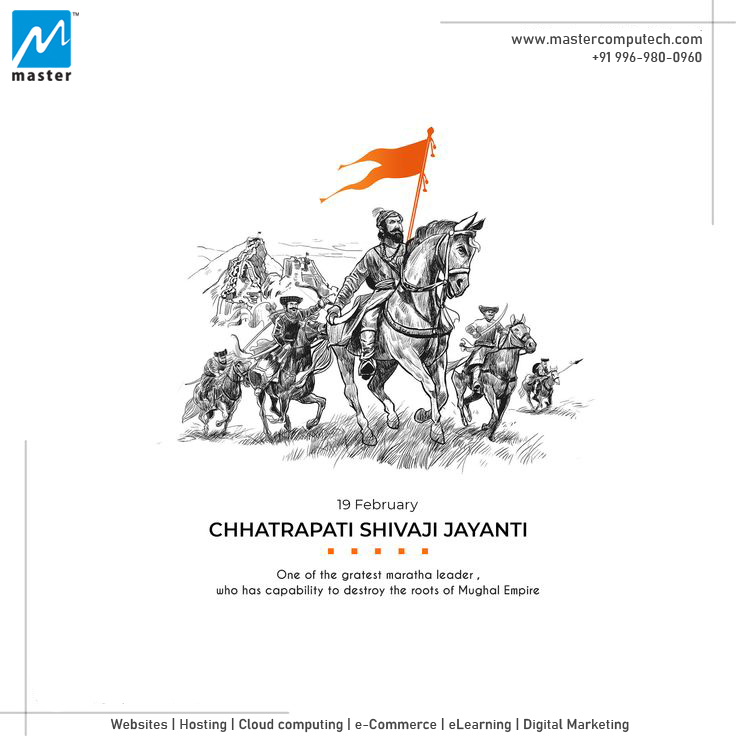 TM
master
www.mastercomputech.com
+91 996-980-0960
19 February
CHHATRAPATI SHIVAJI JAYANTI
One of the gratest maratha leader ,
who has capability to destroy the roots of Mughal Empire
Websites | Hosting | Cloud computing | e-Commerce | eLearning | Digital Marketing